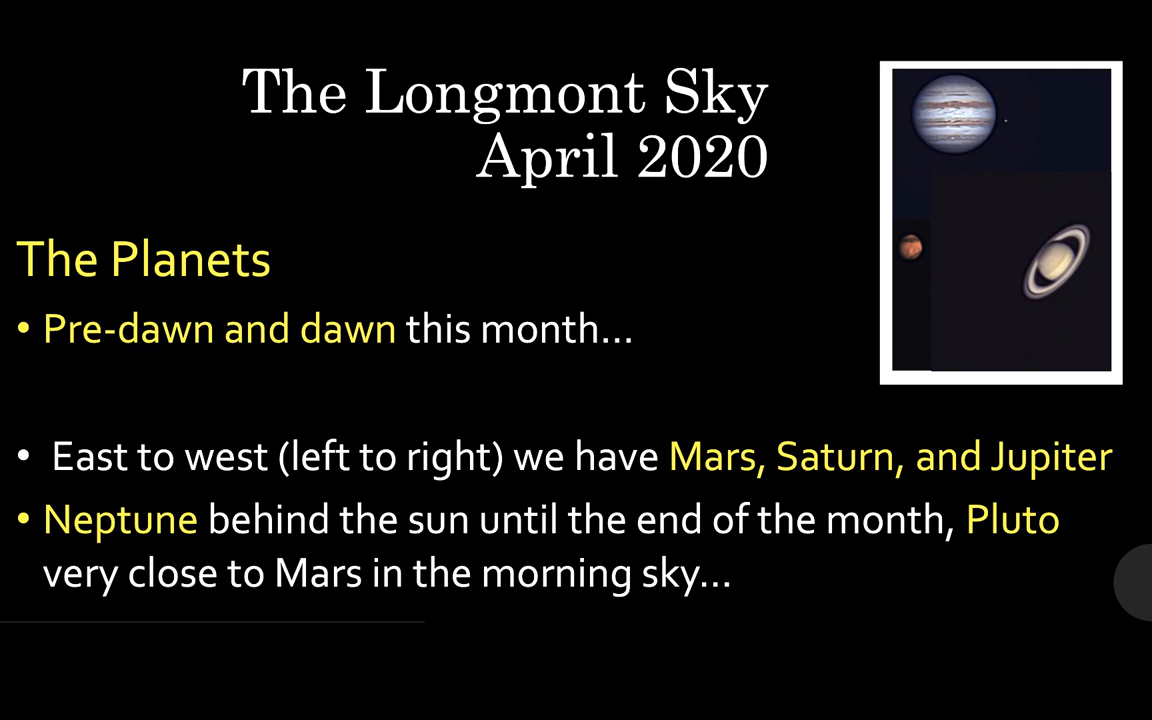 The Longmont Sky
April 2020
The Planets
• Pre-dawn and dawn this month...
• East to west (left to right) we have Mars, Saturn, and Jupiter
• Neptune behind the sun until the end of the month, Pluto
very close to Mars in the morning sky...